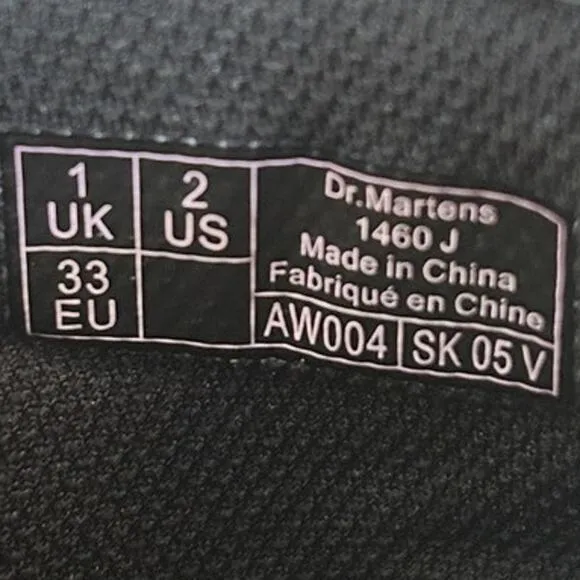 1
UK
2
US
33
EU
Dr.Martens
1460 J
Made in China
Fabriqué en Chine
AW004
SK 05 V